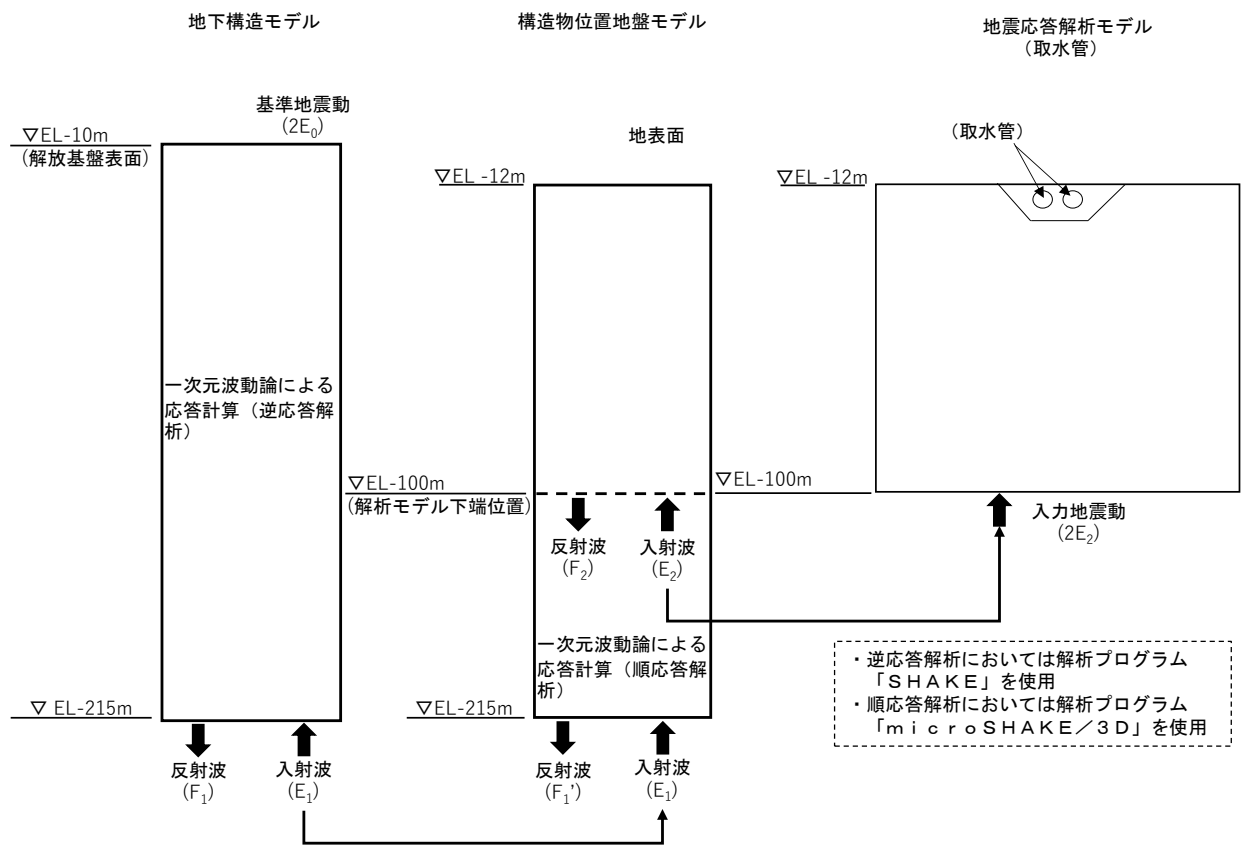 地下構造モデル
基準地震動
(2E₀)
▽EL-10m
(解放基盤表面)
一次元波動論による
応答計算（逆応答解
析）
▽ EL-215m
反射波
(F₁)
入射波
(E₁)
構造物位置地盤モデル
地表面
▽EL -12m
▽EL-100m
(解析モデル下端位置)
反射波
(F₂)
入射波
(E₂)
一次元波動論による
応答計算（順応答解
析）
▽EL-215m
反射波
(F₁')
入射波
(E₁)
地震応答解析モデル
（取水管）
（取水管）
▽EL-12m
▽EL-100m
入力地震動
(2E₂)
・逆応答解析においては解析プログラム
「ＳＨＡＫＥ」を使用
・順応答解析においては解析プログラム
「ｍｉｃｒｏＳＨＡＫＥ／３Ｄ」を使用